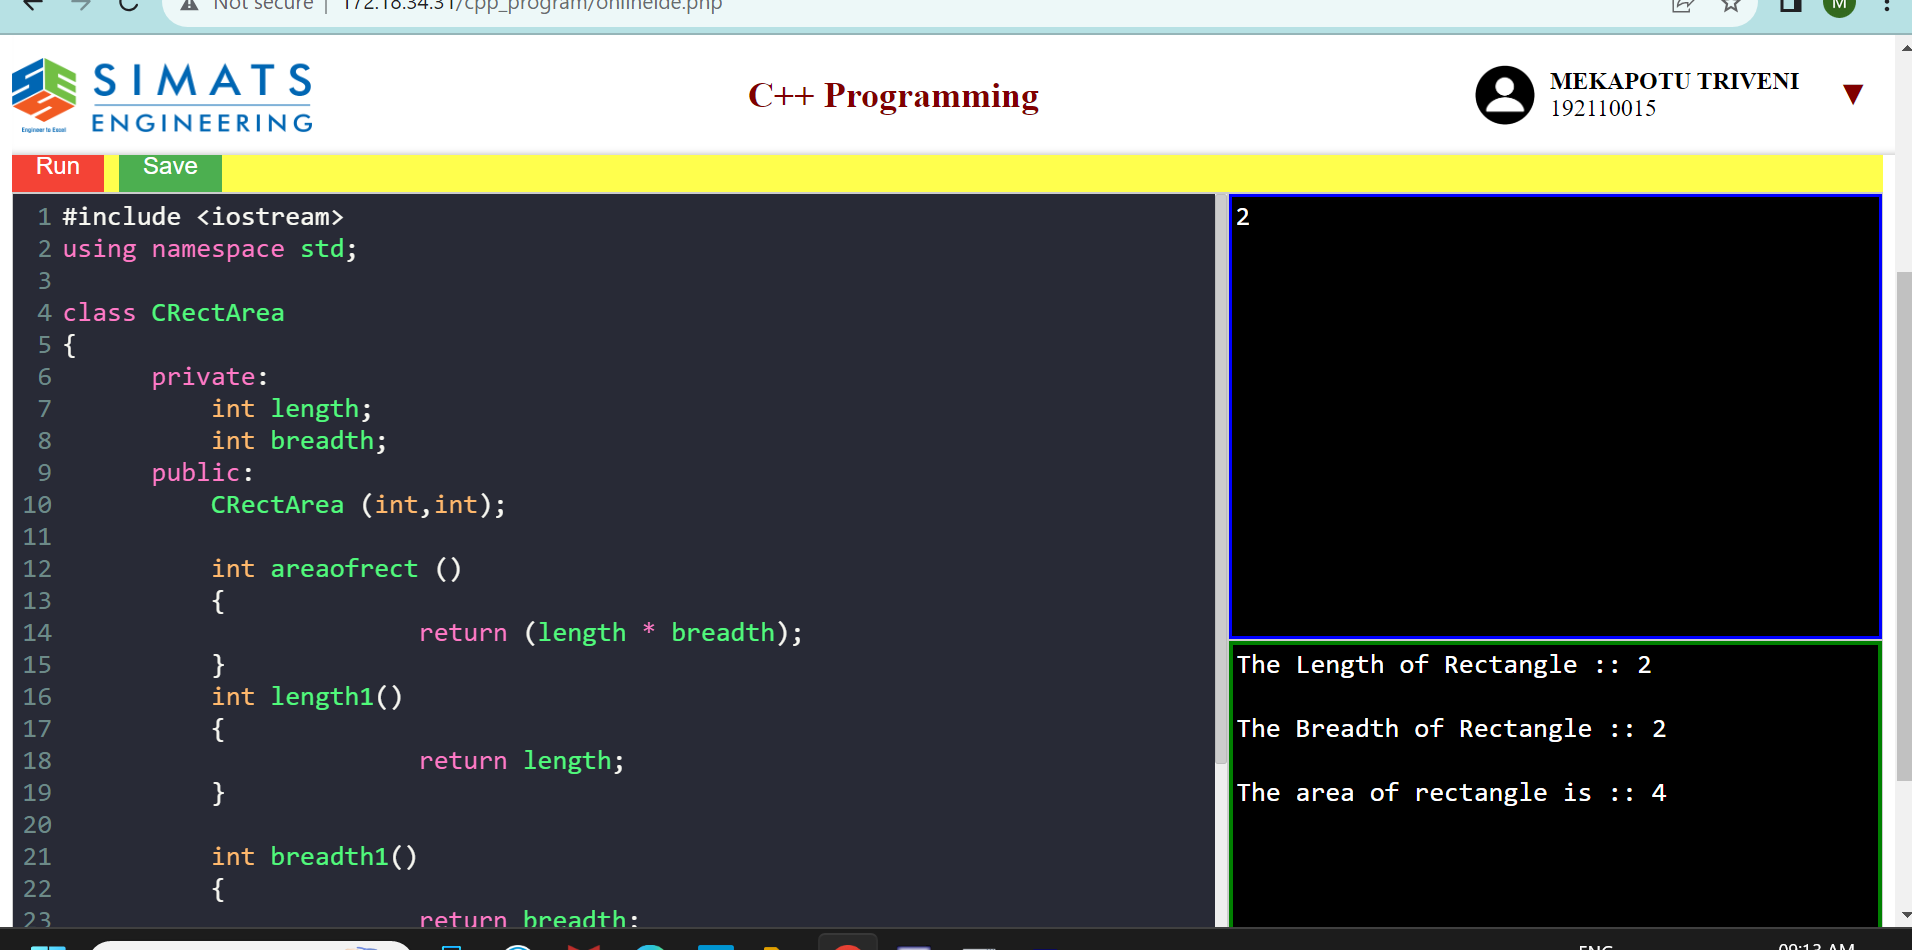 Not secure | 172.18.34.31/cpp_program/onlineide.php
M
SIMATS
ENGINEERING
Engineer to Excel
C++ Programming
MEKAPOTU TRIVENI
192110015
Run Save
1 #include <iostream>
2 using namespace std;
3
4 class CRectArea
5 {
6 private:
7 int length;
8 int breadth;
9 public:
10 CRectArea (int,int);
11
12 int areaofrect ()
13 {
14 return (length * breadth);
15 }
16 int length1()
17 {
18 return length;
19 }
20
21 int breadth1()
22 {
23 return breadth;
2
The Length of Rectangle :: 2
The Breadth of Rectangle :: 2
The area of rectangle is :: 4
ENG
09:13 AM